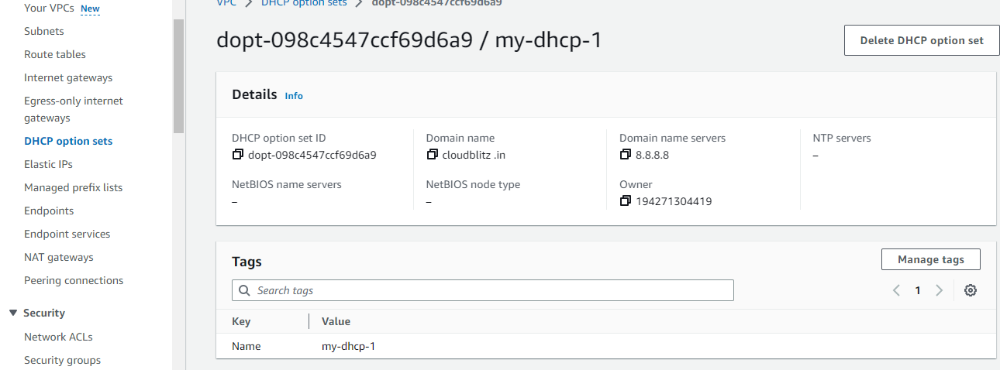 Your VPCs New
Subnets
Route tables
Internet gateways
Egress-only internet
gateways
DHCP option sets
Elastic IPs
Managed prefix lists
Endpoints
Endpoint services
NAT gateways
Peering connections
Security
Network ACLs
Security groups
VPC > DHCP option sets > dopt-098c4547ccf69d6a9
dopt-098c4547ccf69d6a9 / my-dhcp-1
Delete DHCP option set
Details Info
DHCP option set ID
dopt-098c4547ccf69d6a9
Domain name
cloudblitz .in
Domain name servers
8.8.8.8
NTP servers
–
NetBIOS name servers
–
NetBIOS node type
–
Owner
194271304419
Tags
Manage tags
Search tags
1
Key Value
Name my-dhcp-1